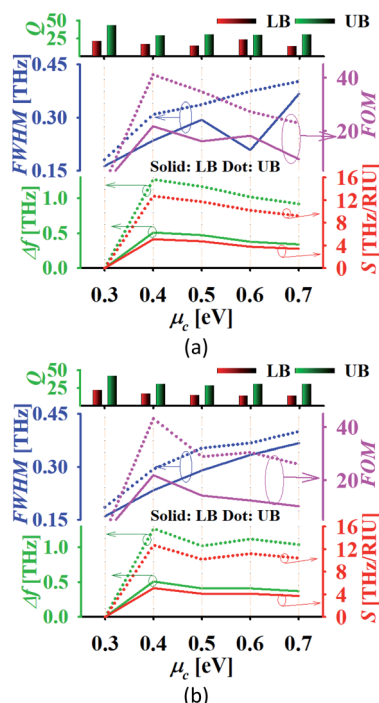 Q
50
25
0
LB
UB
FWHM [THz]
0.45
0.30
0.15
40
20
FOM
Solid: LB Dot: UB
Δf [THz]
1.0
0.5
0.0
16
12
8
4
0
S [THz/RIU]
0.3 0.4 0.5 0.6 0.7
μc [eV]
(a)
Q
50
25
0
LB
UB
FWHM [THz]
0.45
0.30
0.15
40
20
FOM
Solid: LB Dot: UB
Δf [THz]
1.0
0.5
0.0
16
12
8
4
0
S [THz/RIU]
0.3 0.4 0.5 0.6 0.7
μc [eV]
(b)